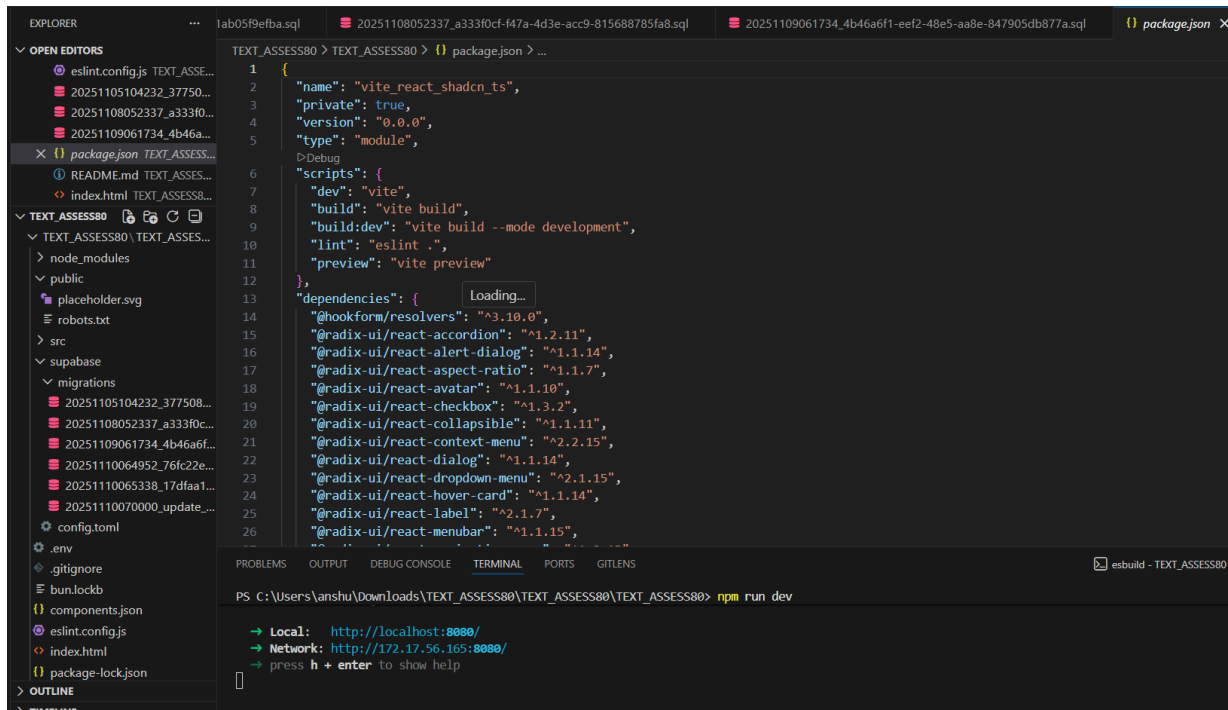 EXPLORER ...
OPEN EDITORS
eslint.config.js TEXT_ASSE...
20251105104232_37750...
20251108052337_a333f0...
20251109061734_4b46a...
package.json TEXT_ASSESS...
README.md TEXT_ASSES...
index.html TEXT_ASSESS8...
TEXT_ASSESS80
TEXT_ASSESS80\TEXT_ASSES...
node_modules
public
placeholder.svg
robots.txt
src
supabase
migrations
20251105104232_377508...
20251108052337_a333f0c...
20251109061734_4b46a6f...
20251110064952_76fc22e...
20251110065338_17dfaa1...
20251110070000_update_...
config.toml
.env
.gitignore
bun.lockb
components.json
eslint.config.js
index.html
package-lock.json
OUTLINE
1ab05f9efba.sql 20251108052337_a333f0cf-f47a-4d3e-acc9-815688785fa8.sql 20251109061734_4b46a6f1-eef2-48e5-aa8e-847905db877a.sql package.json
TEXT_ASSESS80 > TEXT_ASSESS80 > {} package.json > ...
1 {
2 "name": "vite_react_shadcn_ts",
3 "private": true,
4 "version": "0.0.0",
5 "type": "module",
Debug
6 "scripts": {
7 "dev": "vite",
8 "build": "vite build",
9 "build:dev": "vite build --mode development",
10 "lint": "eslint .",
11 "preview": "vite preview"
12 },
13 "dependencies": {
Loading...
14 "@hookform/resolvers": "^3.10.0",
15 "@radix-ui/react-accordion": "^1.2.11",
16 "@radix-ui/react-alert-dialog": "^1.1.14",
17 "@radix-ui/react-aspect-ratio": "^1.1.7",
18 "@radix-ui/react-avatar": "^1.1.10",
19 "@radix-ui/react-checkbox": "^1.3.2",
20 "@radix-ui/react-collapsible": "^1.1.11",
21 "@radix-ui/react-context-menu": "^2.2.15",
22 "@radix-ui/react-dialog": "^1.1.14",
23 "@radix-ui/react-dropdown-menu": "^2.1.15",
24 "@radix-ui/react-hover-card": "^1.1.14",
25 "@radix-ui/react-label": "^2.1.7",
26 "@radix-ui/react-menubar": "^1.1.15",
PROBLEMS OUTPUT DEBUG CONSOLE TERMINAL PORTS GITLENS esbuild - TEXT_ASSESS80
PS C:\Users\anshu\Downloads\TEXT_ASSESS80\TEXT_ASSESS80\TEXT_ASSESS80> npm run dev
➜ Local: http://localhost:8080/
➜ Network: http://172.17.56.165:8080/
➜ press h + enter to show help